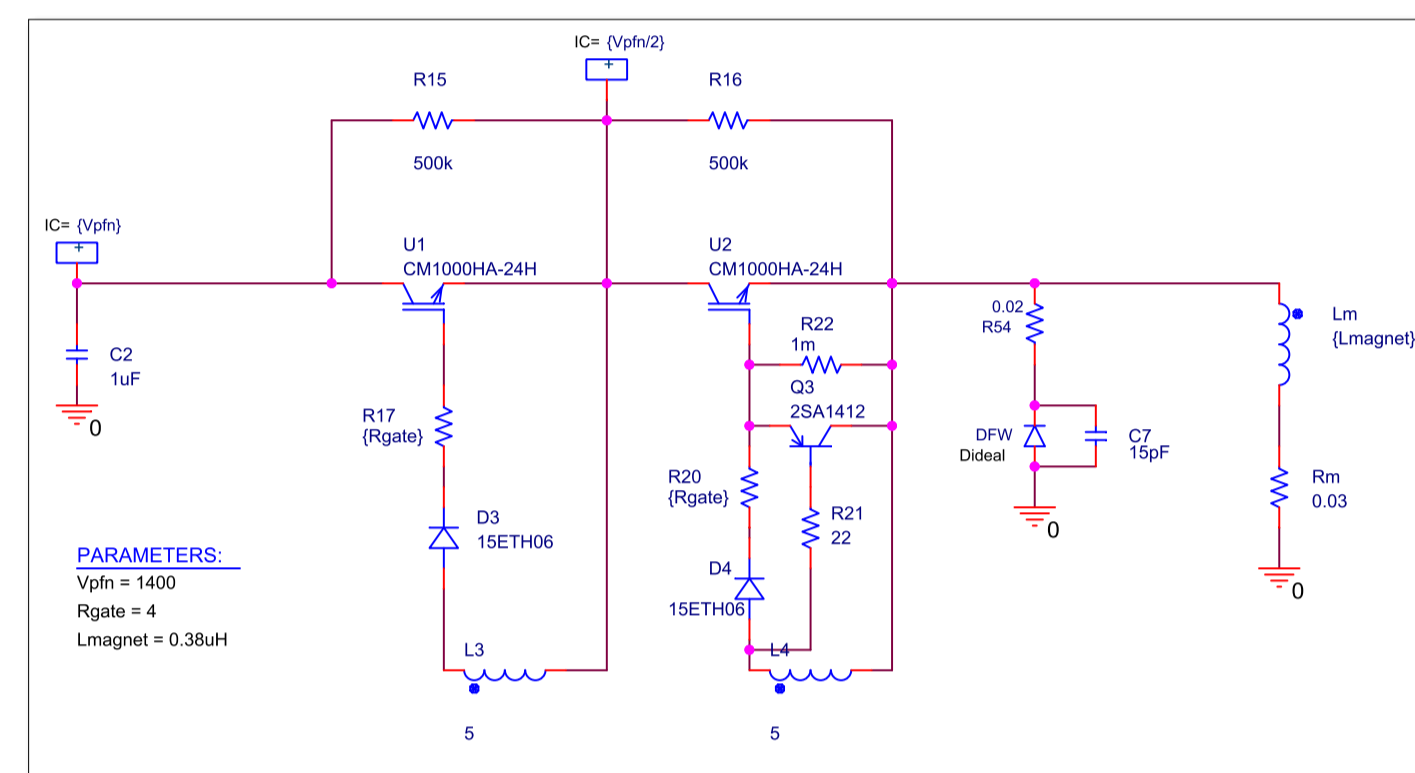 IC= {Vpfn/2}
R15
R16
500k
500k
IC= {Vpfn}
U1
CM1000HA-24H
U2
CM1000HA-24H
0.02
R54
Lm
{Lmagnet}
R22
1m
C2
1uF
Q3
2SA1412
R17
{Rgate}
0
DFW
Dideal
C7
15pF
R20
{Rgate}
Rm
0.03
D3
15ETH06
R21
22
0
PARAMETERS:
Vpfn = 1400
Rgate = 4
Lmagnet = 0.38uH
D4
15ETH06
0
L3
L4
5
5